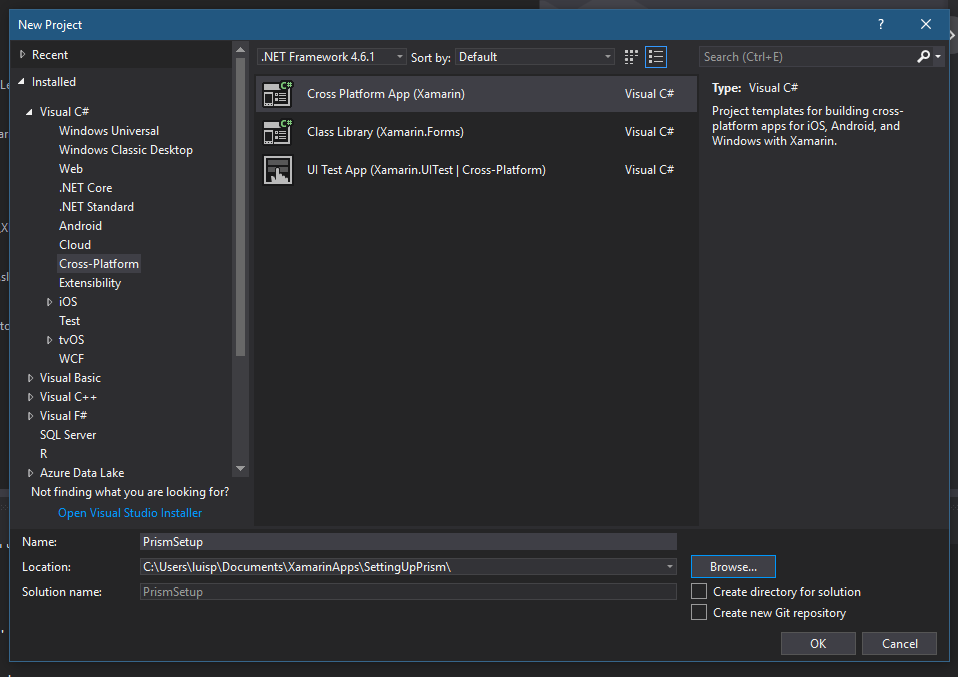 New Project
?
Recent
Installed
Visual C#
Windows Universal
Windows Classic Desktop
Web
.NET Core
.NET Standard
Android
Cloud
Cross-Platform
Extensibility
iOS
Test
tvOS
WCF
Visual Basic
Visual C++
Visual F#
SQL Server
R
Azure Data Lake
Not finding what you are looking for?
Open Visual Studio Installer
.NET Framework 4.6.1
Sort by:
Default
C#
Cross Platform App (Xamarin)
Visual C#
C#
Class Library (Xamarin.Forms)
Visual C#
UI Test App (Xamarin.UITest | Cross-Platform)
Visual C#
Search (Ctrl+E)
Type: Visual C#
Project templates for building cross-
platform apps for iOS, Android, and
Windows with Xamarin.
Name:
PrismSetup
Location:
C:\Users\luisp\Documents\XamarinApps\SettingUpPrism\
Browse...
Solution name:
PrismSetup
Create directory for solution
Create new Git repository
OK
Cancel